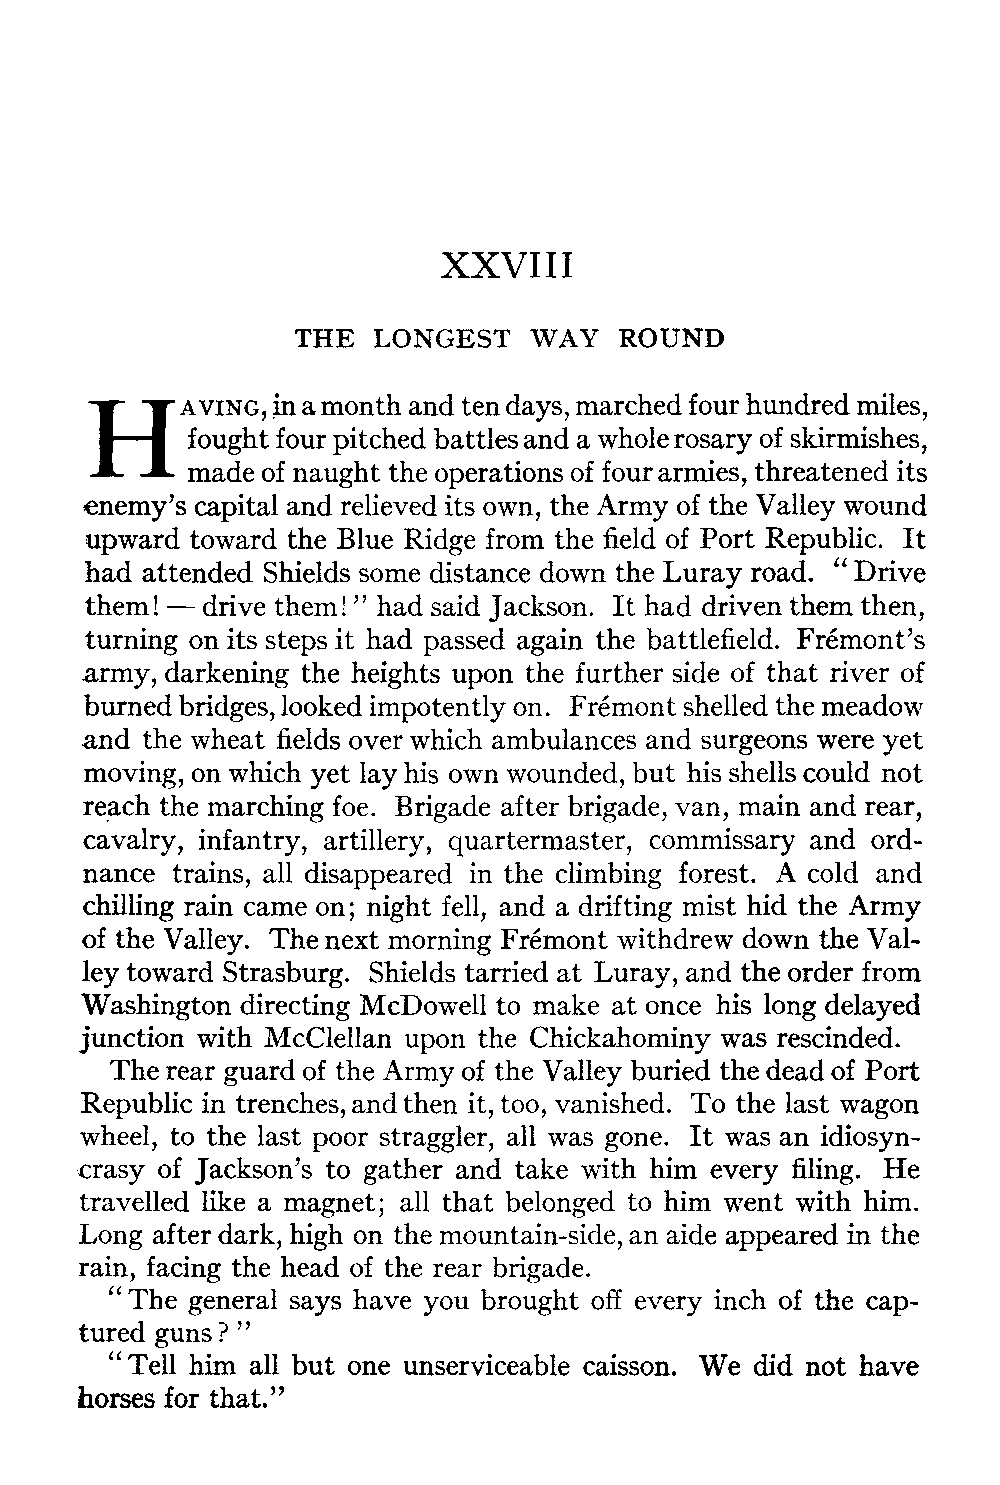 XXVIII
THE LONGEST WAY ROUND
HAVING, in a month and ten days, marched four hundred miles,
fought four pitched battles and a whole rosary of skirmishes,
made of naught the operations of four armies, threatened its
enemy's capital and relieved its own, the Army of the Valley wound
upward toward the Blue Ridge from the field of Port Republic. It
had attended Shields some distance down the Luray road. "Drive
them! — drive them!" had said Jackson. It had driven them then,
turning on its steps it had passed again the battlefield. Frémont's
army, darkening the heights upon the further side of that river of
burned bridges, looked impotently on. Frémont shelled the meadow
and the wheat fields over which ambulances and surgeons were yet
moving, on which yet lay his own wounded, but his shells could not
reach the marching foe. Brigade after brigade, van, main and rear,
cavalry, infantry, artillery, quartermaster, commissary and ord-
nance trains, all disappeared in the climbing forest. A cold and
chilling rain came on; night fell, and a drifting mist hid the Army
of the Valley. The next morning Frémont withdrew down the Val-
ley toward Strasburg. Shields tarried at Luray, and the order from
Washington directing McDowell to make at once his long delayed
junction with McClellan upon the Chickahominy was rescinded.
The rear guard of the Army of the Valley buried the dead of Port
Republic in trenches, and then it, too, vanished. To the last wagon
wheel, to the last poor straggler, all was gone. It was an idiosyn-
crasy of Jackson's to gather and take with him every filing. He
travelled like a magnet; all that belonged to him went with him.
Long after dark, high on the mountain-side, an aide appeared in the
rain, facing the head of the rear brigade.
"The general says have you brought off every inch of the cap-
tured guns?"
"Tell him all but one unserviceable caisson. We did not have
horses for that."